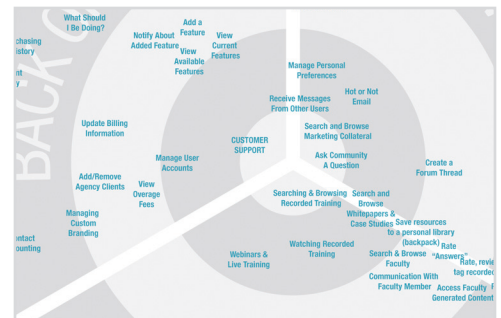 What Should
I Be Doing?
Add a
Feature
Notify About
Added Feature
View
Current
Features
View
Available
Features
chasing
istory
nt
y
BACK O
Manage Personal
Preferences
Hot or Not
Email
Receive Messages
From Other Users
Update Billing
Information
Search and Browse
Marketing Collateral
CUSTOMER
SUPPORT
Manage User
Accounts
Ask Community
A Question
Create a
Forum Thread
Add/Remove
Agency Clients
View
Overage
Fees
Searching & Browsing
Recorded Training
Search and
Browse
Whitepapers &
Case Studies
Managing
Custom
Branding
Save resources
to a personal library
(backpack)
ontact
ounting
Webinars &
Live Training
Watching Recorded
Training
Rate
"Answers"
Search & Browse
Faculty
Rate, revie
tag recorded
Communication With
Faculty Member
Access Faculty
Generated Content